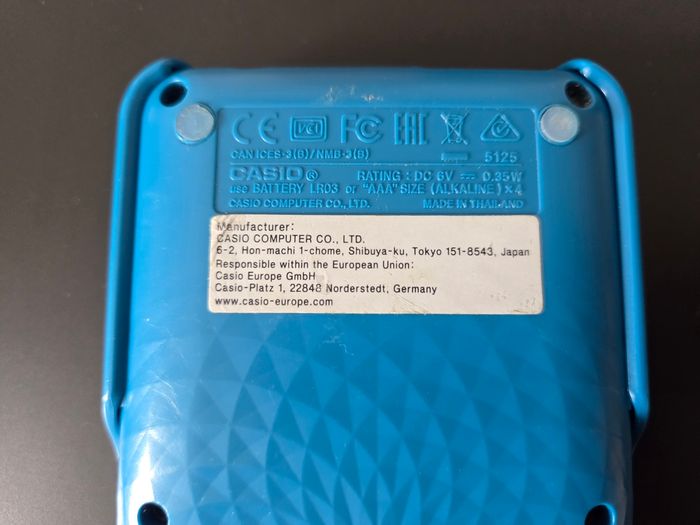 CE VCI FC EAC
CAN ICES-3(B)/NMB-3(B) 5125
CASIO® RATING : DC 6V ⎓ 0.35W
use BATTERY LR03 or "AAA" SIZE (ALKALINE) × 4
CASIO COMPUTER CO., LTD. MADE IN THAILAND
Manufacturer:
CASIO COMPUTER CO., LTD.
6-2, Hon-machi 1-chome, Shibuya-ku, Tokyo 151-8543, Japan
Responsible within the European Union:
Casio Europe GmbH
Casio-Platz 1, 22848 Norderstedt, Germany
www.casio-europe.com